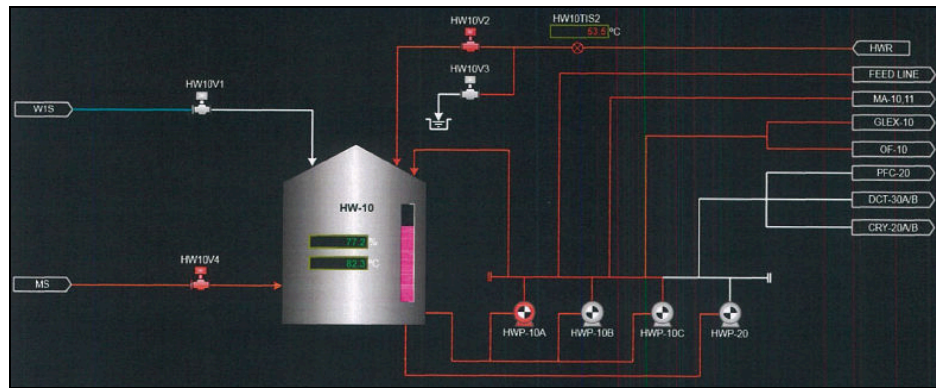 HW10V2
HW10TIS2
53.5 ºC
HWR
HW10V3
FEED LINE
HW10V1
MA-10,11
W1S
GLEX-10
OF-10
PFC-20
HW-10
DCT-30A/B
77.2 %
CRY-20A/B
82.3 ºC
HW10V4
MS
HWP-10A
HWP-10B
HWP-10C
HWP-20